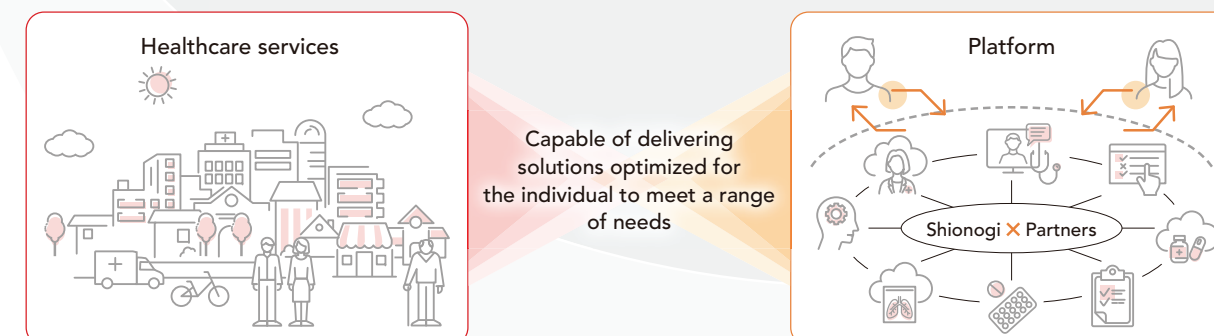 Healthcare services
Capable of delivering
solutions optimized for
the individual to meet a range
of needs
Platform
Shionogi × Partners